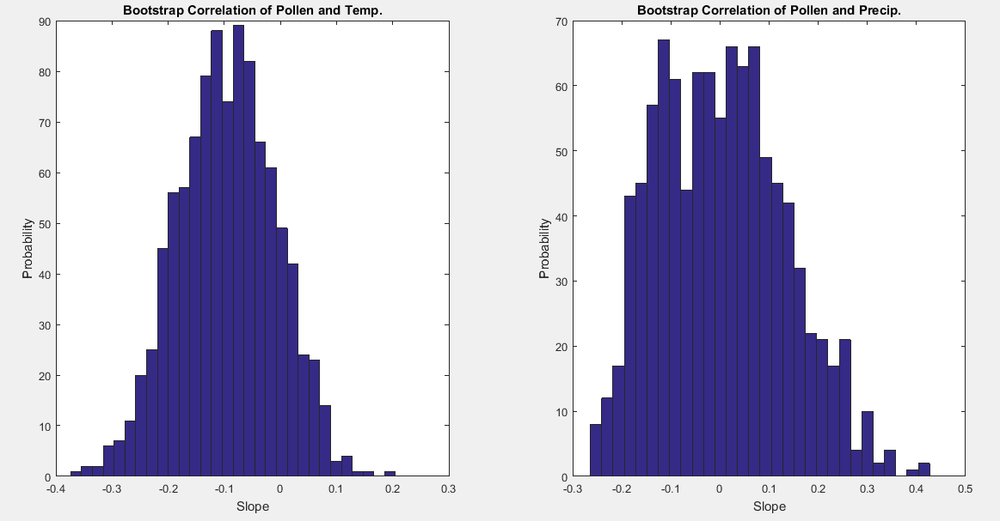 Bootstrap Correlation of Pollen and Temp.
90
80
70
60
50
40
30
20
10
0
Probability
-0.4 -0.3 -0.2 -0.1 0 0.1 0.2 0.3
Slope
Bootstrap Correlation of Pollen and Precip.
70
60
50
40
30
20
10
0
Probability
-0.3 -0.2 -0.1 0 0.1 0.2 0.3 0.4 0.5
Slope